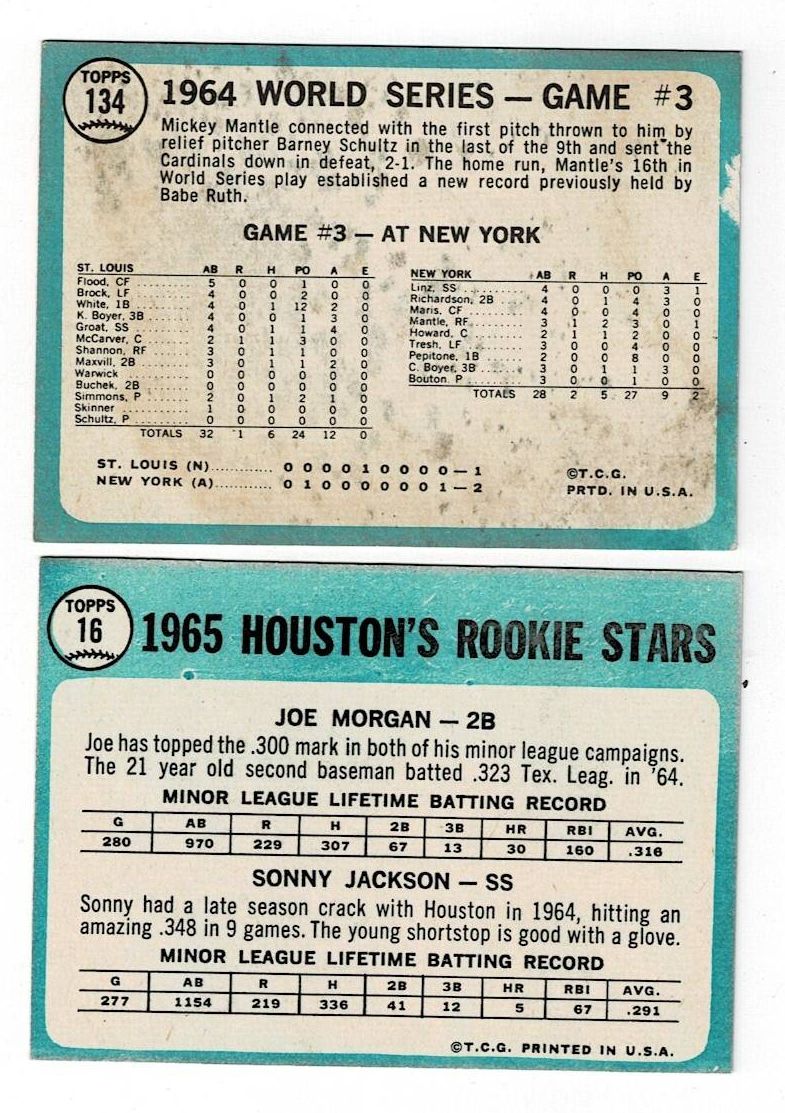 TOPPS
134
1964 WORLD SERIES — GAME #3
Mickey Mantle connected with the first pitch thrown to him by
relief pitcher Barney Schultz in the last of the 9th and sent the
Cardinals down in defeat, 2-1. The home run, Mantle's 16th in
World Series play established a new record previously held by
Babe Ruth.
GAME #3 — AT NEW YORK
ST. LOUIS AB R H PO A E
Flood, CF ........ 5 0 0 1 0 0
Brock, LF ........ 4 0 0 2 0 0
White, 1B ........ 4 0 1 12 2 0
K. Boyer, 3B ..... 4 0 0 1 3 0
Groat, SS ........ 4 0 1 1 4 0
McCarver, C ...... 2 1 1 3 0 0
Shannon, RF ...... 3 0 1 1 0 0
Maxvill, 2B ...... 3 0 1 1 2 0
Warwick .......... 0 0 0 0 0 0
Buchek, 2B ....... 0 0 0 0 0 0
Simmons, P ....... 2 0 1 2 1 0
Skinner .......... 1 0 0 0 0 0
Schultz, P ....... 0 0 0 0 0 0
TOTALS 32 1 6 24 12 0
NEW YORK AB R H PO A E
Linz, SS ......... 4 0 0 0 3 1
Richardson, 2B ... 4 0 1 4 3 0
Maris, CF ........ 4 0 0 4 0 0
Mantle, RF ....... 3 1 2 3 0 1
Howard, C ........ 2 1 1 2 0 0
Tresh, LF ........ 3 0 0 4 0 0
Pepitone, 1B ..... 2 0 0 8 0 0
C. Boyer, 3B ..... 3 0 1 1 3 0
Bouton, P ........ 3 0 0 1 0 0
TOTALS 28 2 5 27 9 2
ST. LOUIS (N)............ 0 0 0 0 1 0 0 0 0 — 1
NEW YORK (A)............ 0 1 0 0 0 0 0 0 1 — 2
©T.C.G.
PRTD. IN U.S.A.
TOPPS
16
1965 HOUSTON'S ROOKIE STARS
JOE MORGAN — 2B
Joe has topped the .300 mark in both of his minor league campaigns.
The 21 year old second baseman batted .323 Tex. Leag. in '64.
MINOR LEAGUE LIFETIME BATTING RECORD
G AB R H 2B 3B HR RBI AVG.
280 970 229 307 67 13 30 160 .316
SONNY JACKSON — SS
Sonny had a late season crack with Houston in 1964, hitting an
amazing .348 in 9 games. The young shortstop is good with a glove.
MINOR LEAGUE LIFETIME BATTING RECORD
G AB R H 2B 3B HR RBI AVG.
277 1154 219 336 41 12 5 67 .291
©T.C.G. PRINTED IN U.S.A.